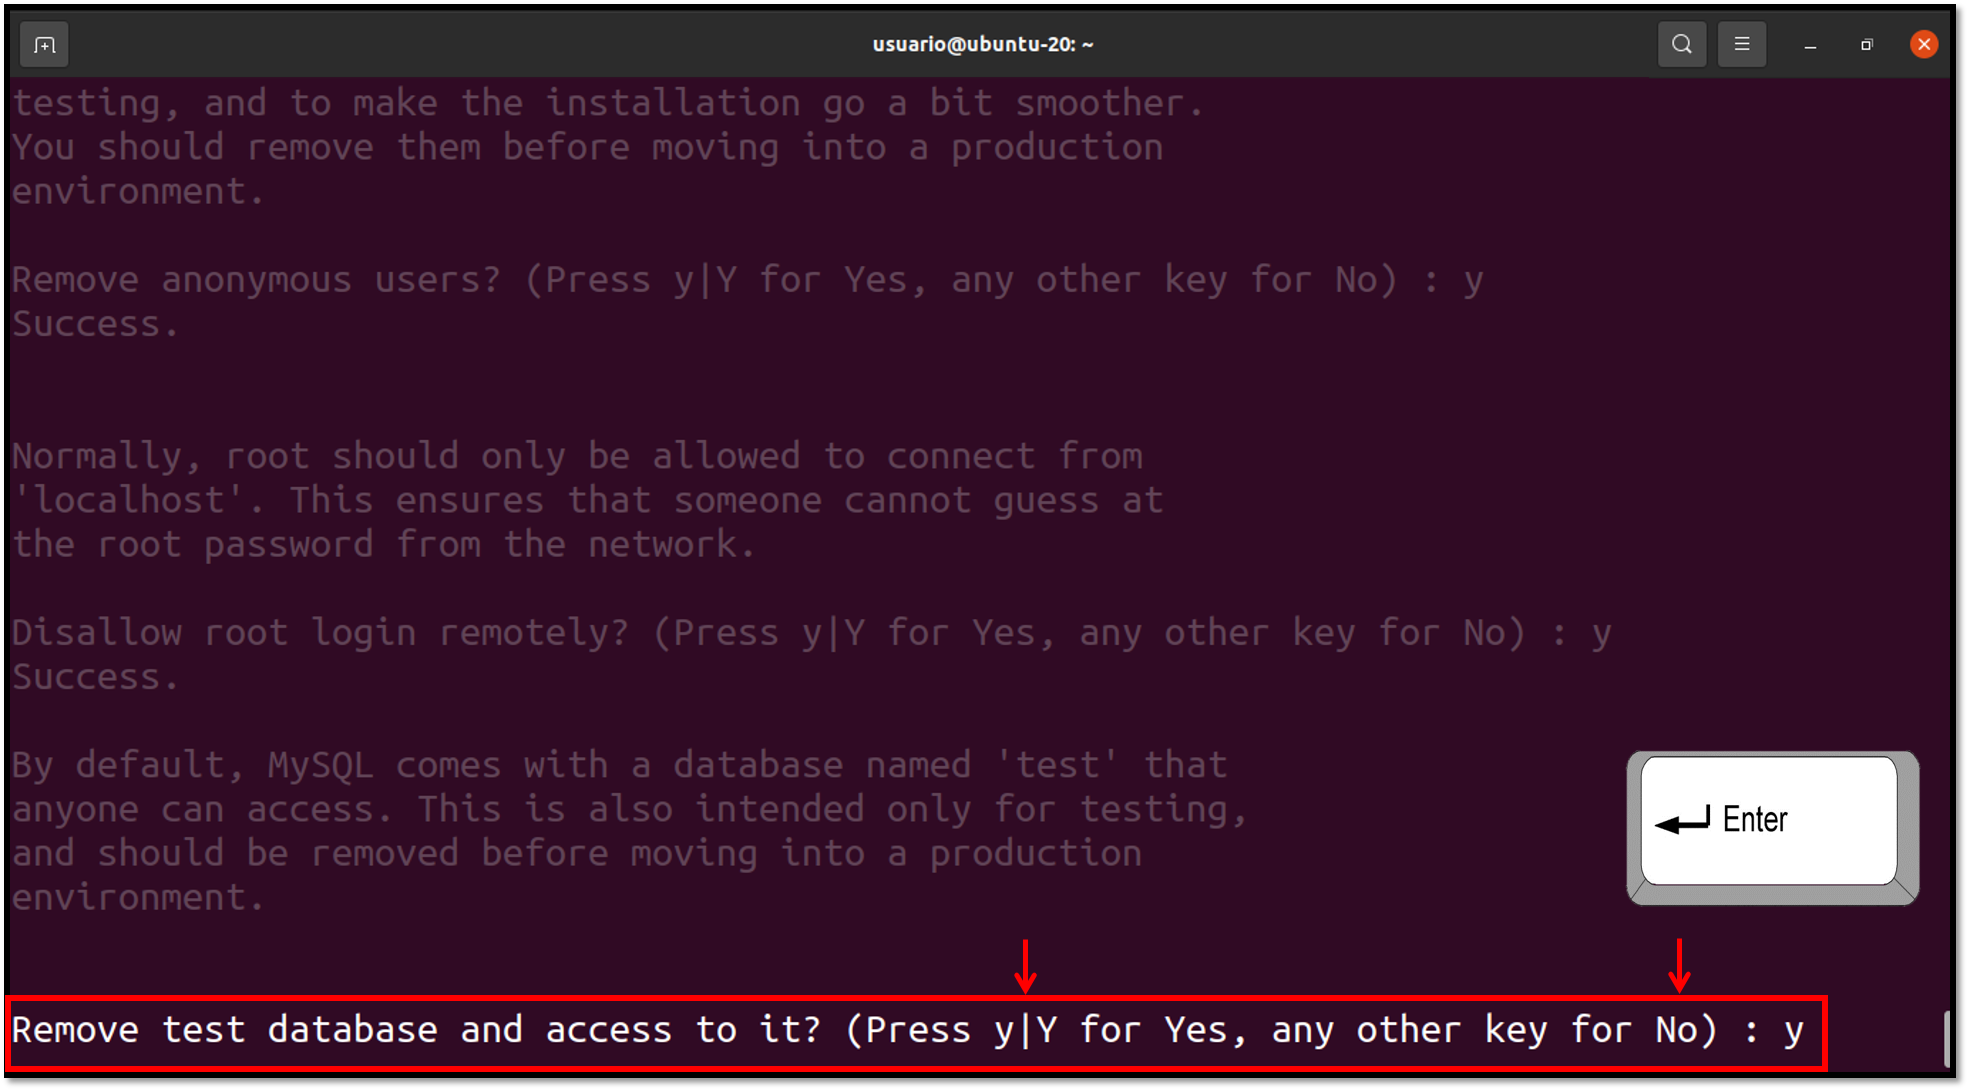 usuario@ubuntu-20: ~
testing, and to make the installation go a bit smoother.
You should remove them before moving into a production
environment.
Remove anonymous users? (Press y|Y for Yes, any other key for No) : y
Success.
Normally, root should only be allowed to connect from
'localhost'. This ensures that someone cannot guess at
the root password from the network.
Disallow root login remotely? (Press y|Y for Yes, any other key for No) : y
Success.
By default, MySQL comes with a database named 'test' that
anyone can access. This is also intended only for testing,
and should be removed before moving into a production
environment.
Enter
Remove test database and access to it? (Press y|Y for Yes, any other key for No) : y